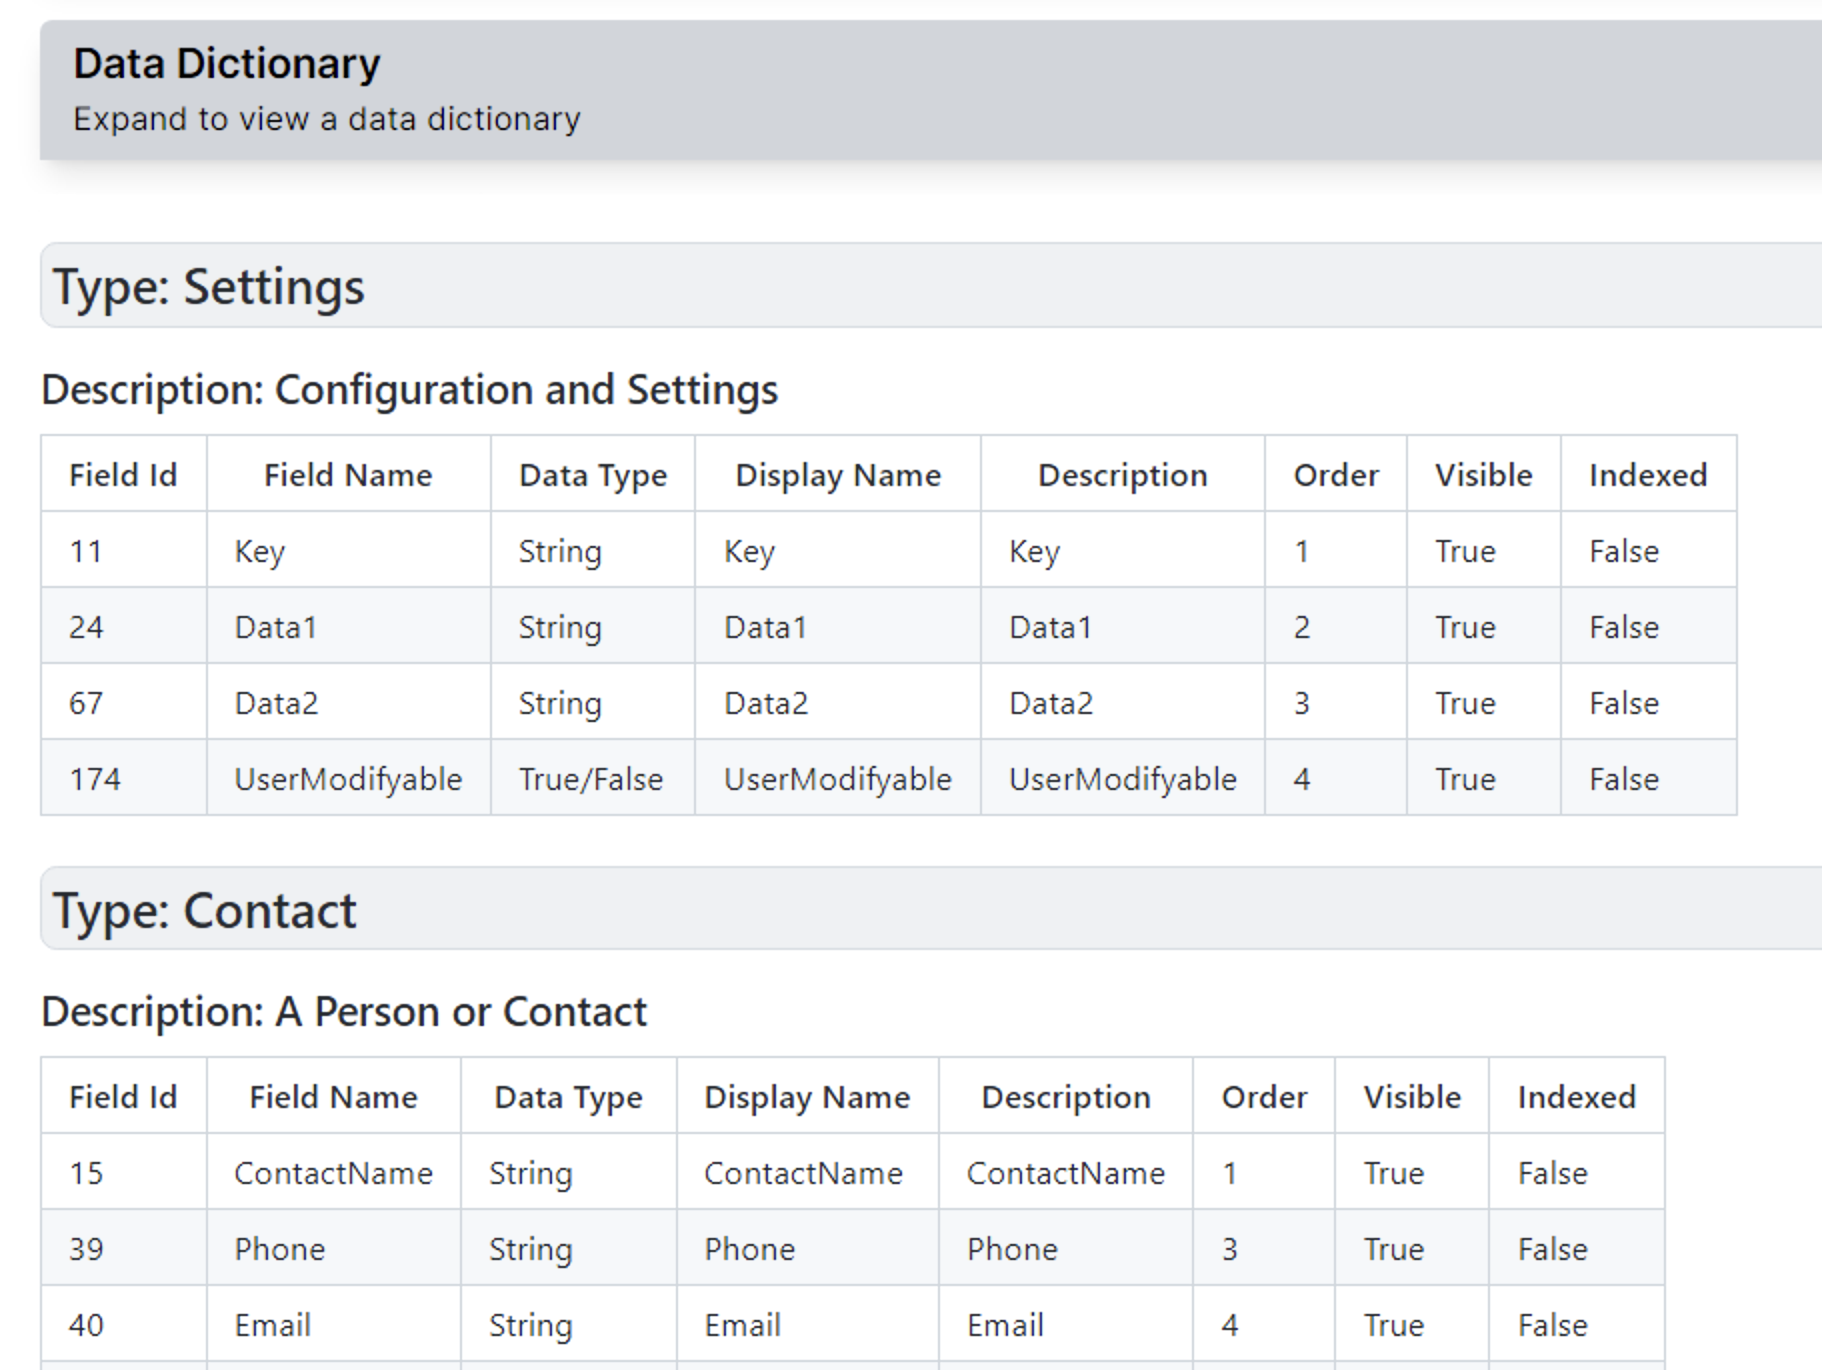 Data Dictionary
Expand to view a data dictionary
Type: Settings
Description: Configuration and Settings
Field Id Field Name Data Type Display Name Description Order Visible Indexed
11 Key String Key Key 1 True False
24 Data1 String Data1 Data1 2 True False
67 Data2 String Data2 Data2 3 True False
174 UserModifyable True/False UserModifyable UserModifyable 4 True False
Type: Contact
Description: A Person or Contact
Field Id Field Name Data Type Display Name Description Order Visible Indexed
15 ContactName String ContactName ContactName 1 True False
39 Phone String Phone Phone 3 True False
40 Email String Email Email 4 True False